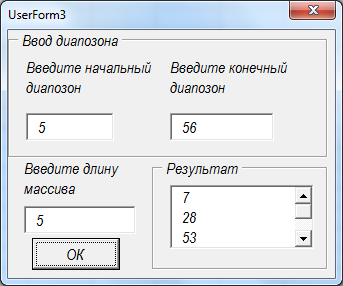 UserForm3
Ввод диапозона
Введите начальный
диапозон
Введите конечный
диапозон
5
56
Введите длину
массива
5
OK
Результат
7
28
53